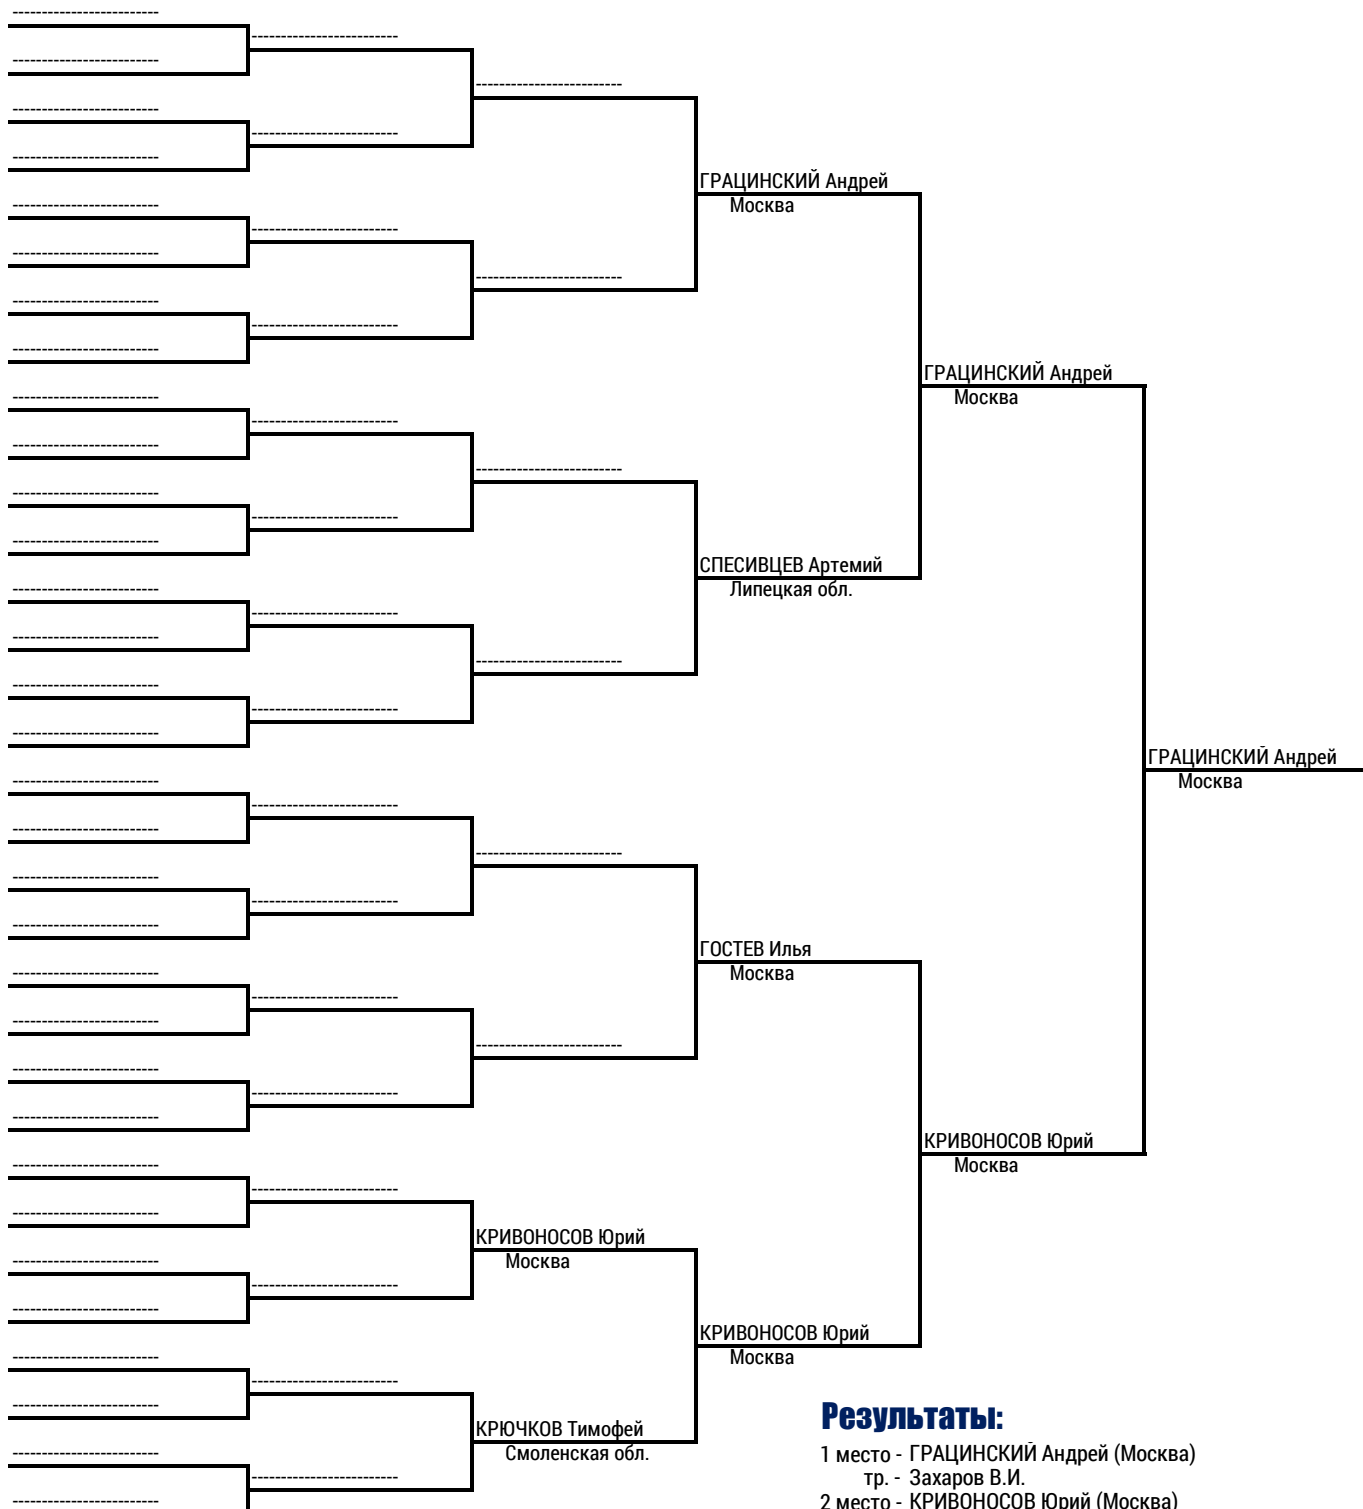 ГРАЦИНСКИЙ Андрей
Москва
ГРАЦИНСКИЙ Андрей
Москва
СПЕСИВЦЕВ Артемий
Липецкая обл.
ГРАЦИНСКИЙ Андрей
Москва
ГОСТЕВ Илья
Москва
КРИВОНОСОВ Юрий
Москва
КРИВОНОСОВ Юрий
Москва
КРИВОНОСОВ Юрий
Москва
КРЮЧКОВ Тимофей
Смоленская обл.
Результаты:
1 место - ГРАЦИНСКИЙ Андрей (Москва)
тр. - Захаров В.И.
2 место - КРИВОНОСОВ Юрий (Москва)